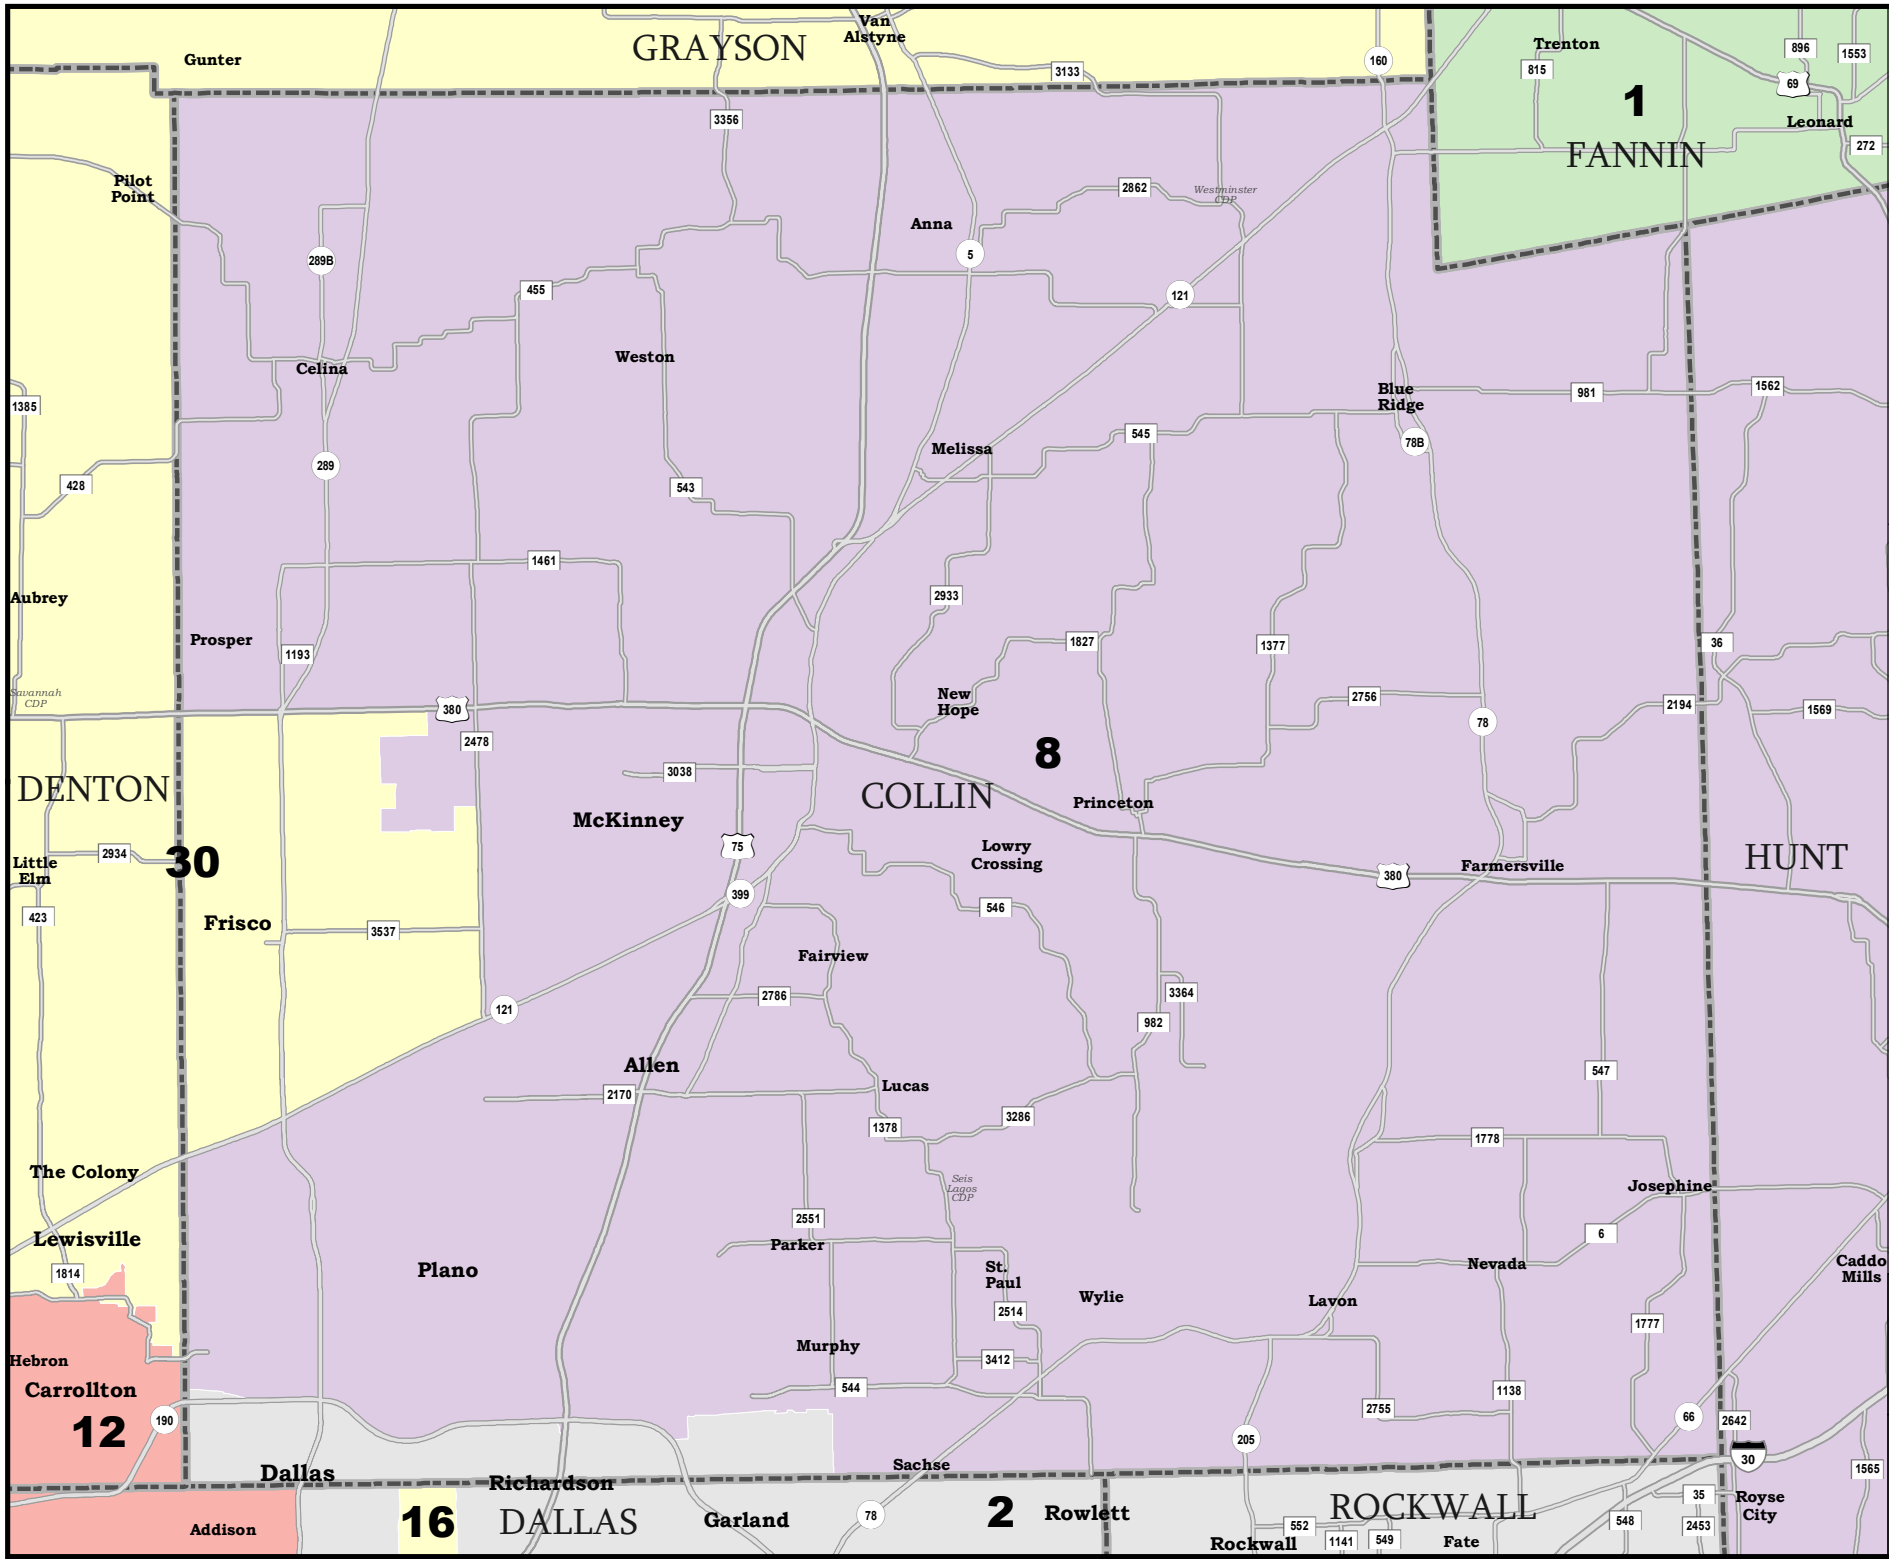 GRAYSON
Van
Alstyne
Gunter
3133
160
Trenton
815
896
1553
69
1
Leonard
FANNIN
272
3356
Pilot
Point
2862
Westminster
CDP
Anna
5
289B
455
121
Weston
Celina
1385
Blue
Ridge
981
1562
545
78B
Melissa
289
428
543
1461
Aubrey
2933
Prosper
1193
1827
1377
36
Savannah
CDP
New
Hope
2756
2194
1569
380
78
2478
3038
8
DENTON
COLLIN
Princeton
McKinney
75
Lowry
Crossing
2934
30
Little
Elm
Farmersville
HUNT
380
399
423
Frisco
546
3537
Fairview
2786
3364
121
982
Allen
2170
Lucas
547
3286
1378
1778
The Colony
Seis
Lagos
CDP
Josephine
2551
6
Lewisville
Parker
1814
Plano
St.
Paul
Nevada
Caddo
Mills
Wylie
Lavon
2514
1777
Murphy
3412
Hebron
Carrollton
544
1138
2755
12
190
66
2642
205
30
Dallas
Sachse
1565
Richardson
35
Royse
City
16
DALLAS
Garland
78
2
Rowlett
ROCKWALL
552
548
2453
Addison
Rockwall
1141
549
Fate